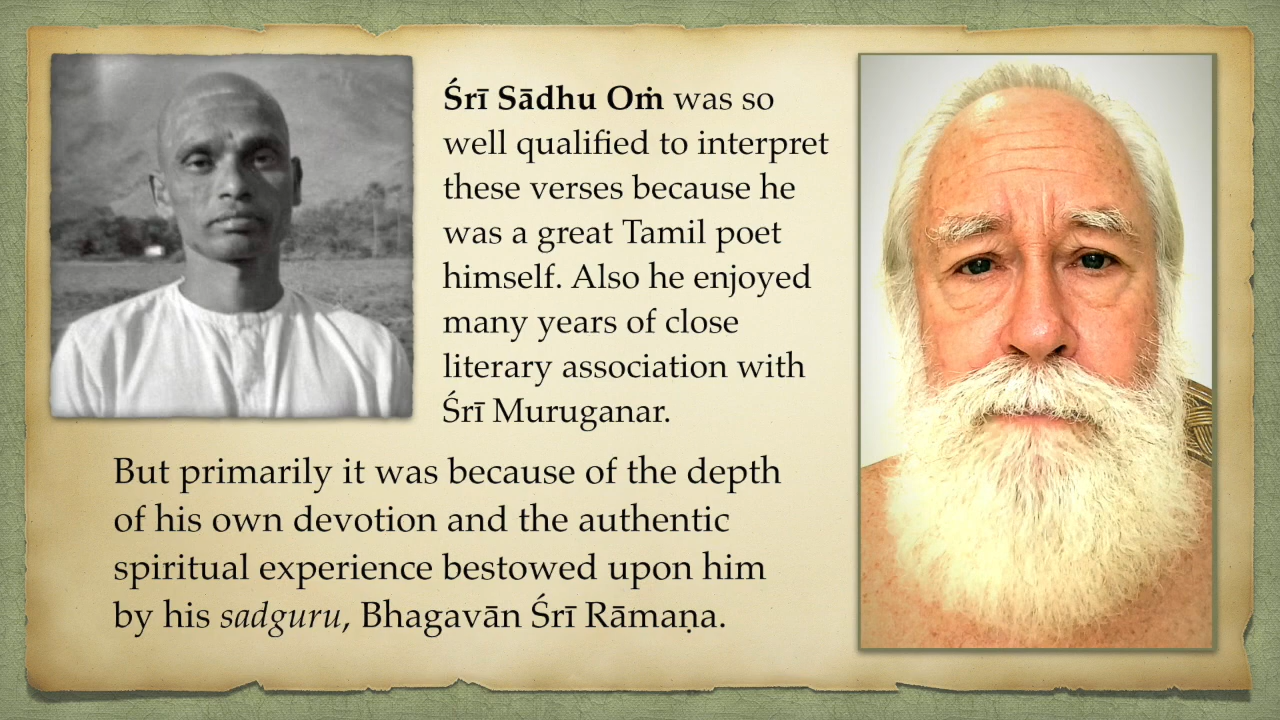 Śrī Sādhu Oṁ was so
well qualified to interpret
these verses because he
was a great Tamil poet
himself. Also he enjoyed
many years of close
literary association with
Śrī Muruganar.
But primarily it was because of the depth
of his own devotion and the authentic
spiritual experience bestowed upon him
by his sadguru, Bhagavān Śrī Rāmaṇa.